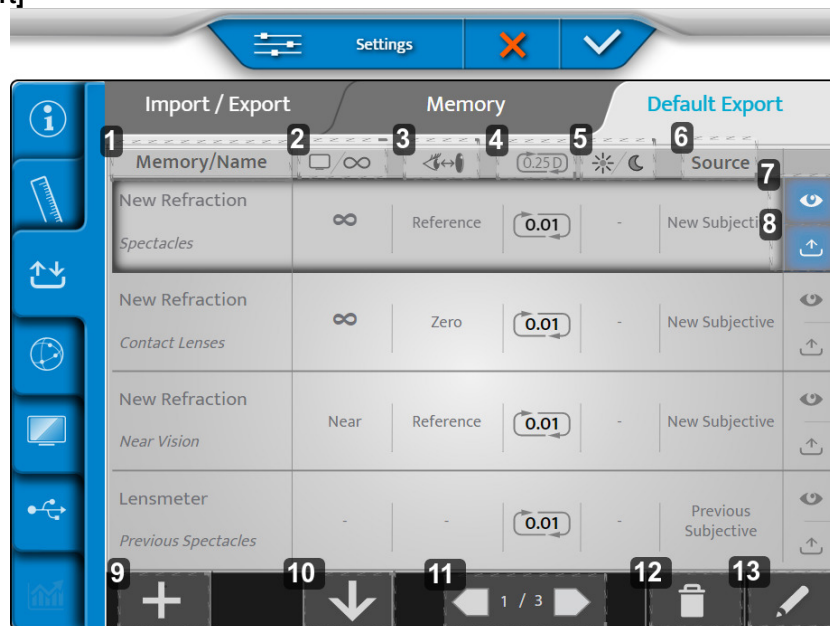 t]
Settings
Import / Export Memory Default Export
1 2 3 4 5 6
Memory/Name 0.25 D Source
7
New Refraction
Spectacles
∞ Reference 0.01 - New Subjecti
8
New Refraction
Contact Lenses
∞ Zero 0.01 - New Subjective
New Refraction
Near Vision
Near Reference 0.01 - New Subjective
Lensmeter
Previous Spectacles
- - 0.01 - Previous
Subjective
9 10 11 12 13
1 / 3